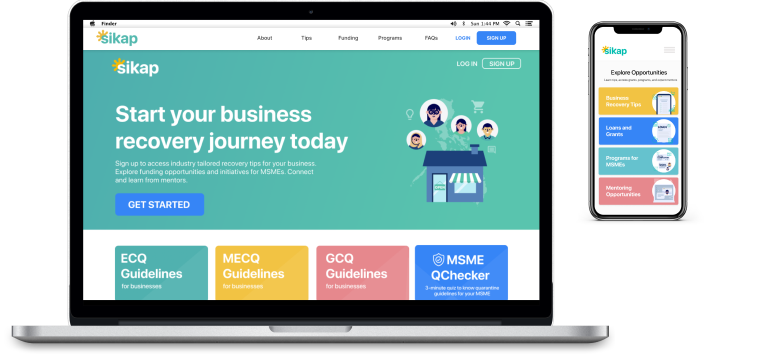 Finder
Sun 1:44 PM
sikap
About
Tips
Funding
Programs
FAQs
LOGIN
SIGN UP
sikap
LOG IN
SIGN UP
Start your business
recovery journey today
Sign up to access industry tailored recovery tips for your business.
Explore funding opportunities and initiatives for MSMEs. Connect
and learn from mentors.
GET STARTED
ECQ
Guidelines
for businesses
MECQ
Guidelines
for businesses
GCQ
Guidelines
for businesses
MSME
QChecker
3-minute quiz to know quarantine
guidelines for your MSME
sikap
Explore Opportunities
Business
Recovery Tips
Loans and
Grants
Programs for
MSMEs
Mentoring
Opportunities